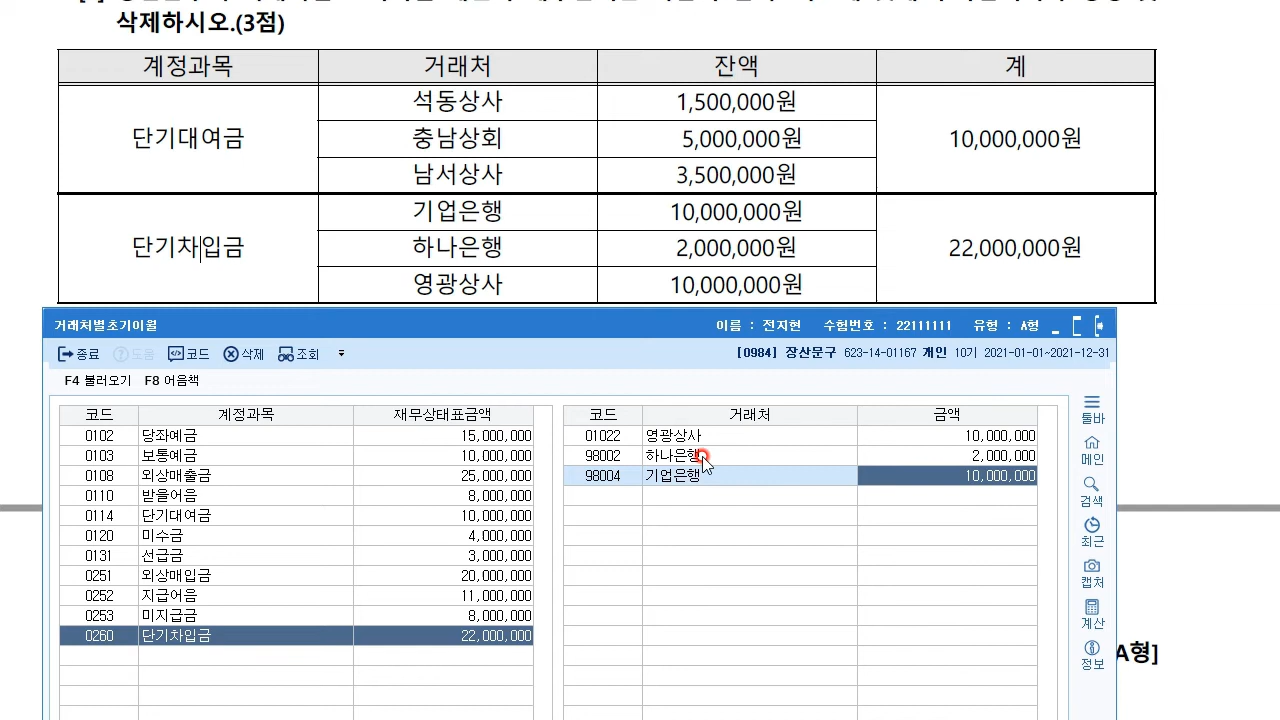 삭제하시오.(3점)
계정과목 거래처 잔액 계
단기대여금 석동상사 1,500,000원 10,000,000원
충남상회 5,000,000원
남서상사 3,500,000원
단기차입금 기업은행 10,000,000원 22,000,000원
하나은행 2,000,000원
영광상사 10,000,000원
거래처별초기이월 이름 : 전지현 수험번호 : 22111111 유형 : A형
종료 도움 코드 삭제 조회 [0984] 장산문구 623-14-01167 개인 10기 2021-01-01~2021-12-31
F4 불러오기 F8 어음책
코드 계정과목 재무상태표금액 코드 거래처 금액
0102 당좌예금 15,000,000 01022 영광상사 10,000,000
0103 보통예금 10,000,000 98002 하나은행 2,000,000
0108 외상매출금 25,000,000 98004 기업은행 10,000,000
0110 받을어음 8,000,000
0114 단기대여금 10,000,000
0120 미수금 4,000,000
0131 선급금 3,000,000
0251 외상매입금 20,000,000
0252 지급어음 11,000,000
0253 미지급금 8,000,000
0260 단기차입금 22,000,000
툴바
메인
검색
최근
캡처
계산
정보
A형]